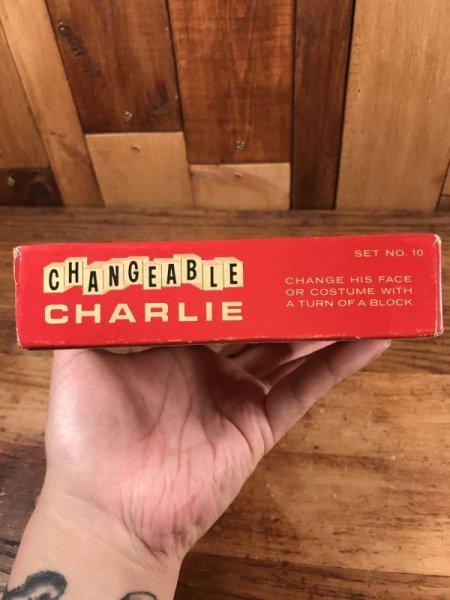 CHANGEABLE
CHARLIE
SET NO. 10
CHANGE HIS FACE
OR COSTUME WITH
A TURN OF A BLOCK